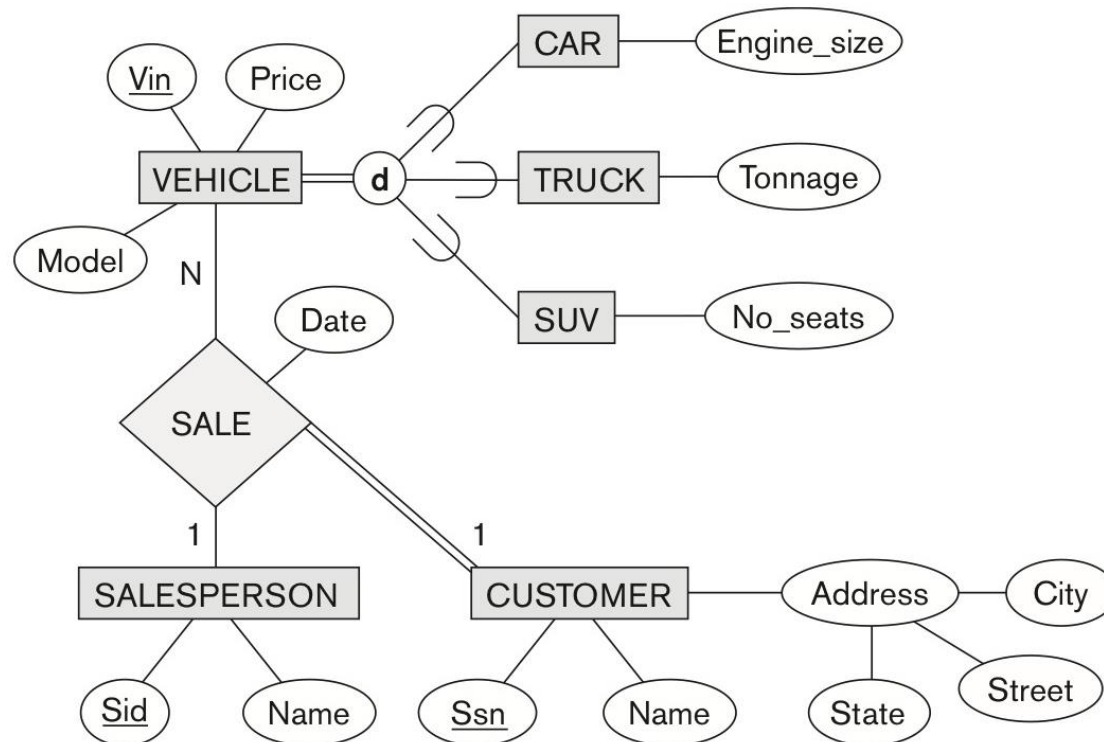 CAR
Engine_size
Vin
Price
VEHICLE
d
TRUCK
Tonnage
Model
N
Date
SUV
No_seats
SALE
1
1
SALESPERSON
CUSTOMER
Address
City
Sid
Name
Ssn
Name
State
Street